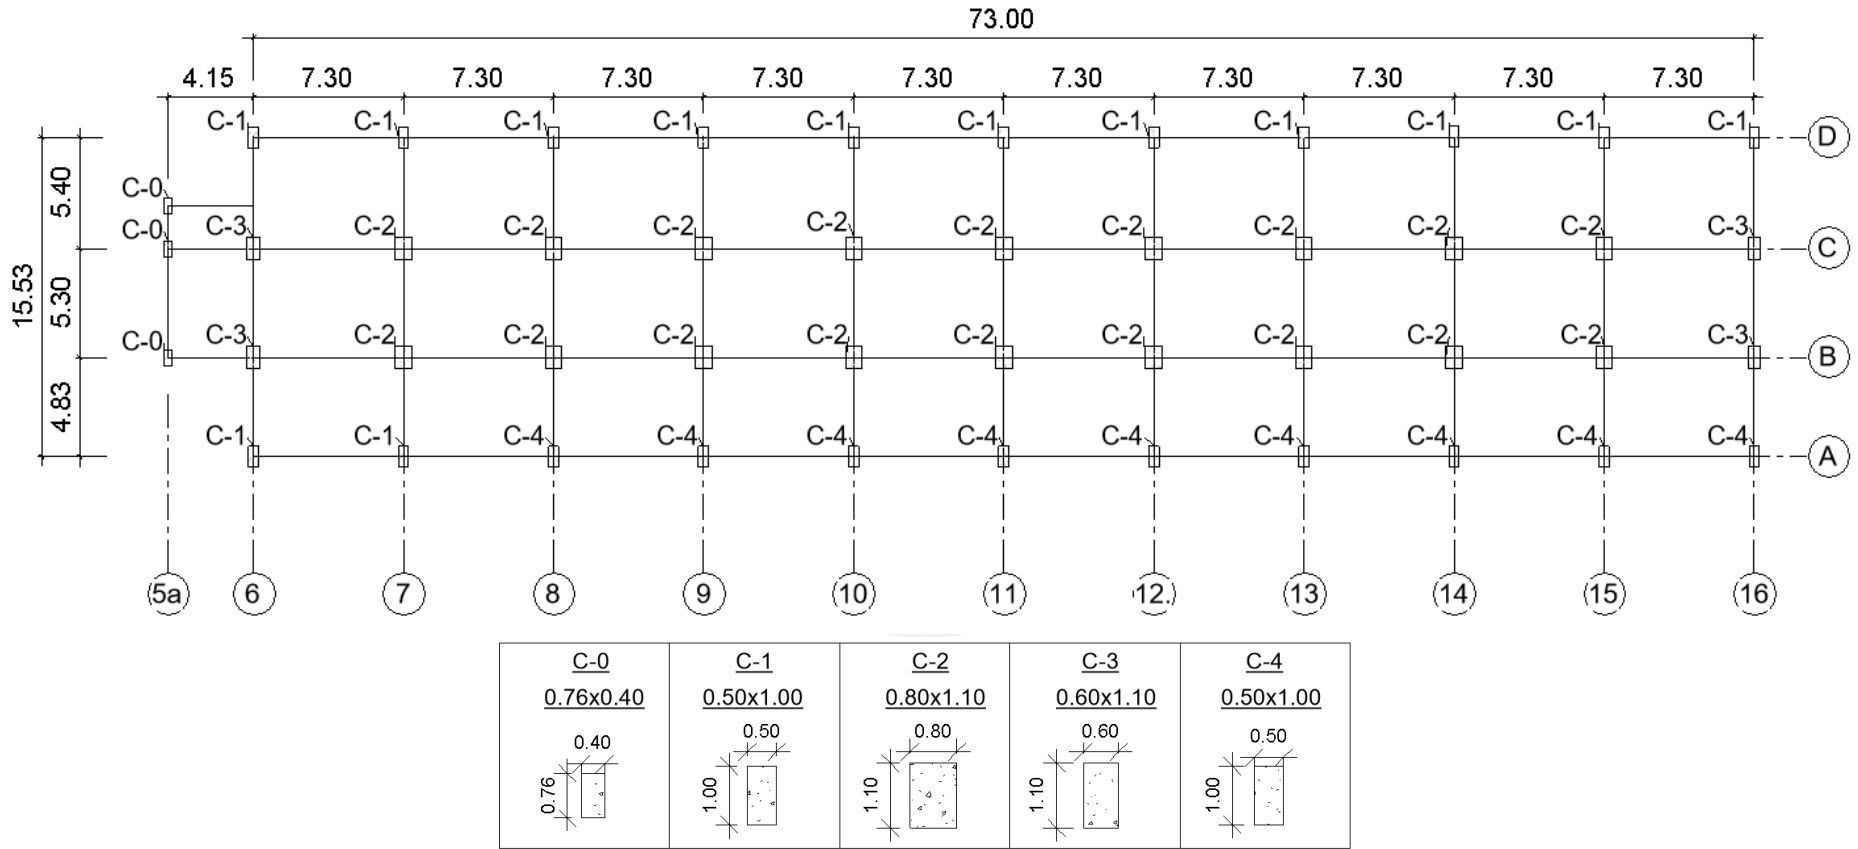 73.00
4.15 7.30 7.30 7.30 7.30 7.30 7.30 7.30 7.30 7.30 7.30
C-1 C-1 C-1 C-1 C-1 C-1 C-1 C-1 C-1 C-1 C-1 D
5.40
C-0
C-0 C-3 C-2 C-2 C-2 C-2 C-2 C-2 C-2 C-2 C-2 C-3 C
15.53
5.30
C-0 C-3 C-2 C-2 C-2 C-2 C-2 C-2 C-2 C-2 C-2 C-3 B
4.83
C-1 C-1 C-4 C-4 C-4 C-4 C-4 C-4 C-4 C-4 C-4 A
5a 6 7 8 9 10 11 12. 13 14 15 16
C-0 C-1 C-2 C-3 C-4
0.76x0.40 0.50x1.00 0.80x1.10 0.60x1.10 0.50x1.00
0.40 0.50 0.80 0.60 0.50
0.76 1.00 1.10 1.10 1.00